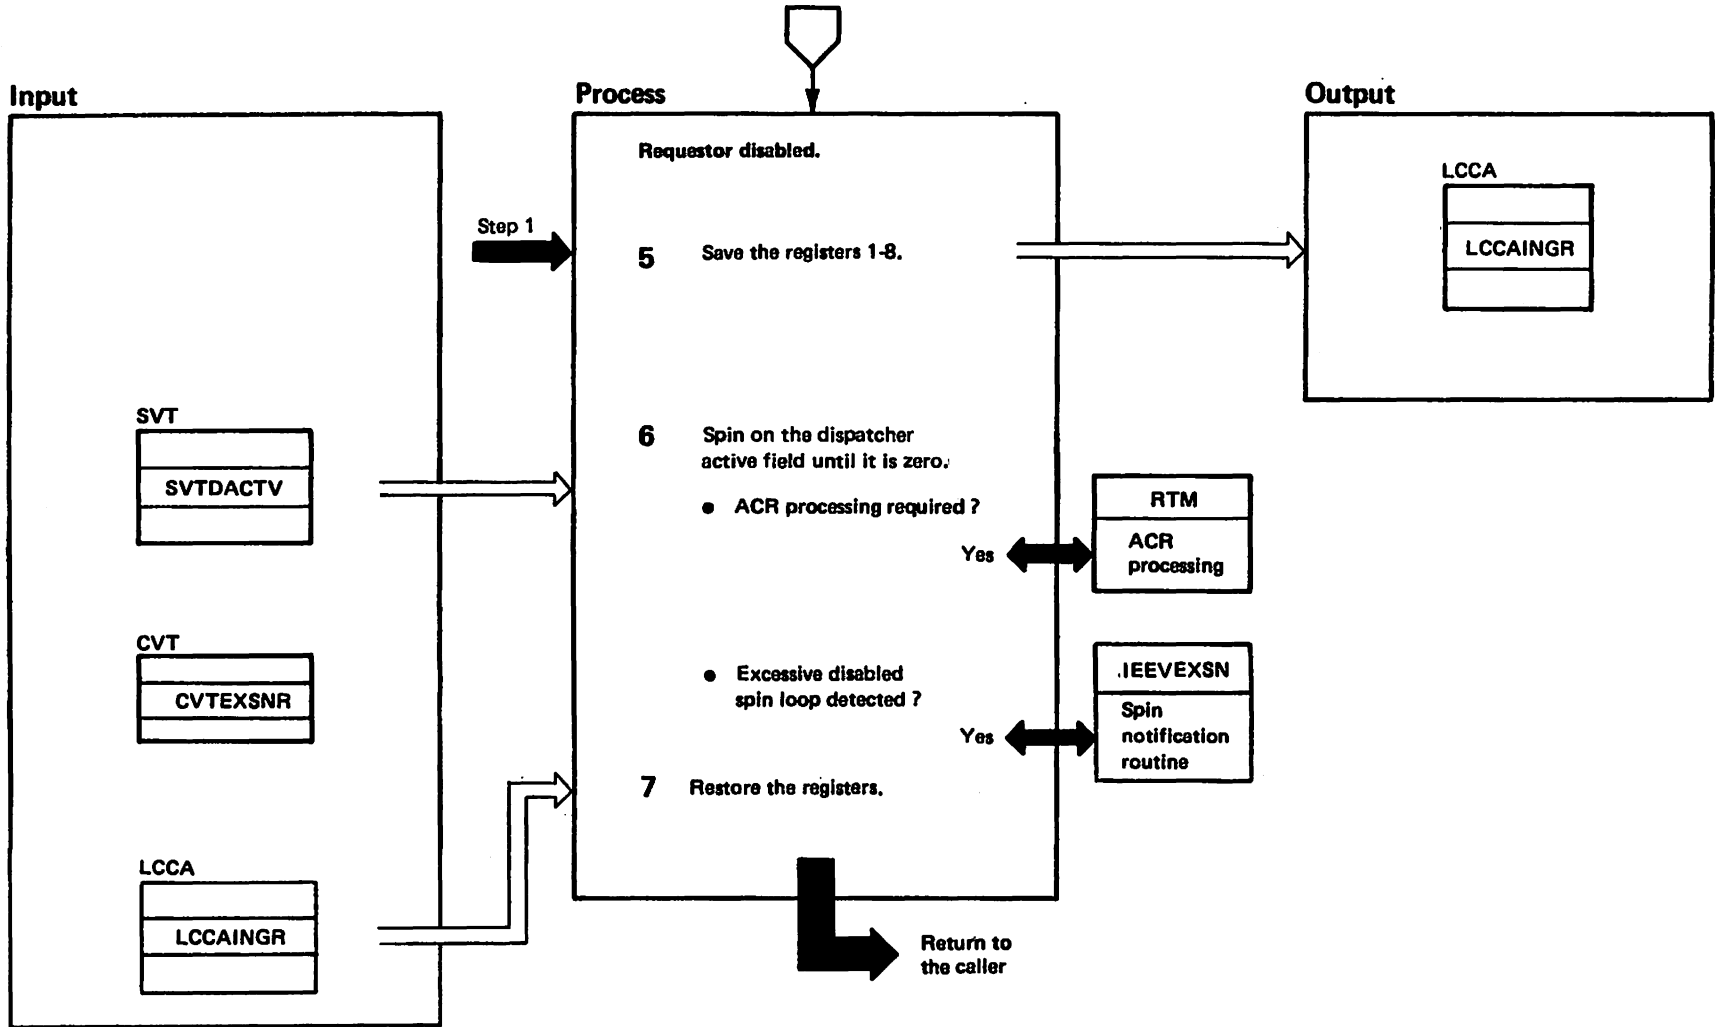 Input
Process
Output
Requestor disabled.
LCCA
LCCAINGR
Step 1
5 Save the registers 1-8.
SVT
SVTDACTV
6 Spin on the dispatcher
active field until it is zero.
● ACR processing required ?
Yes
RTM
ACR
processing
CVT
CVTEXSNR
● Excessive disabled
spin loop detected ?
Yes
.IEEVEXSN
Spin
notification
routine
7 Restore the registers.
LCCA
LCCAINGR
Return to
the caller